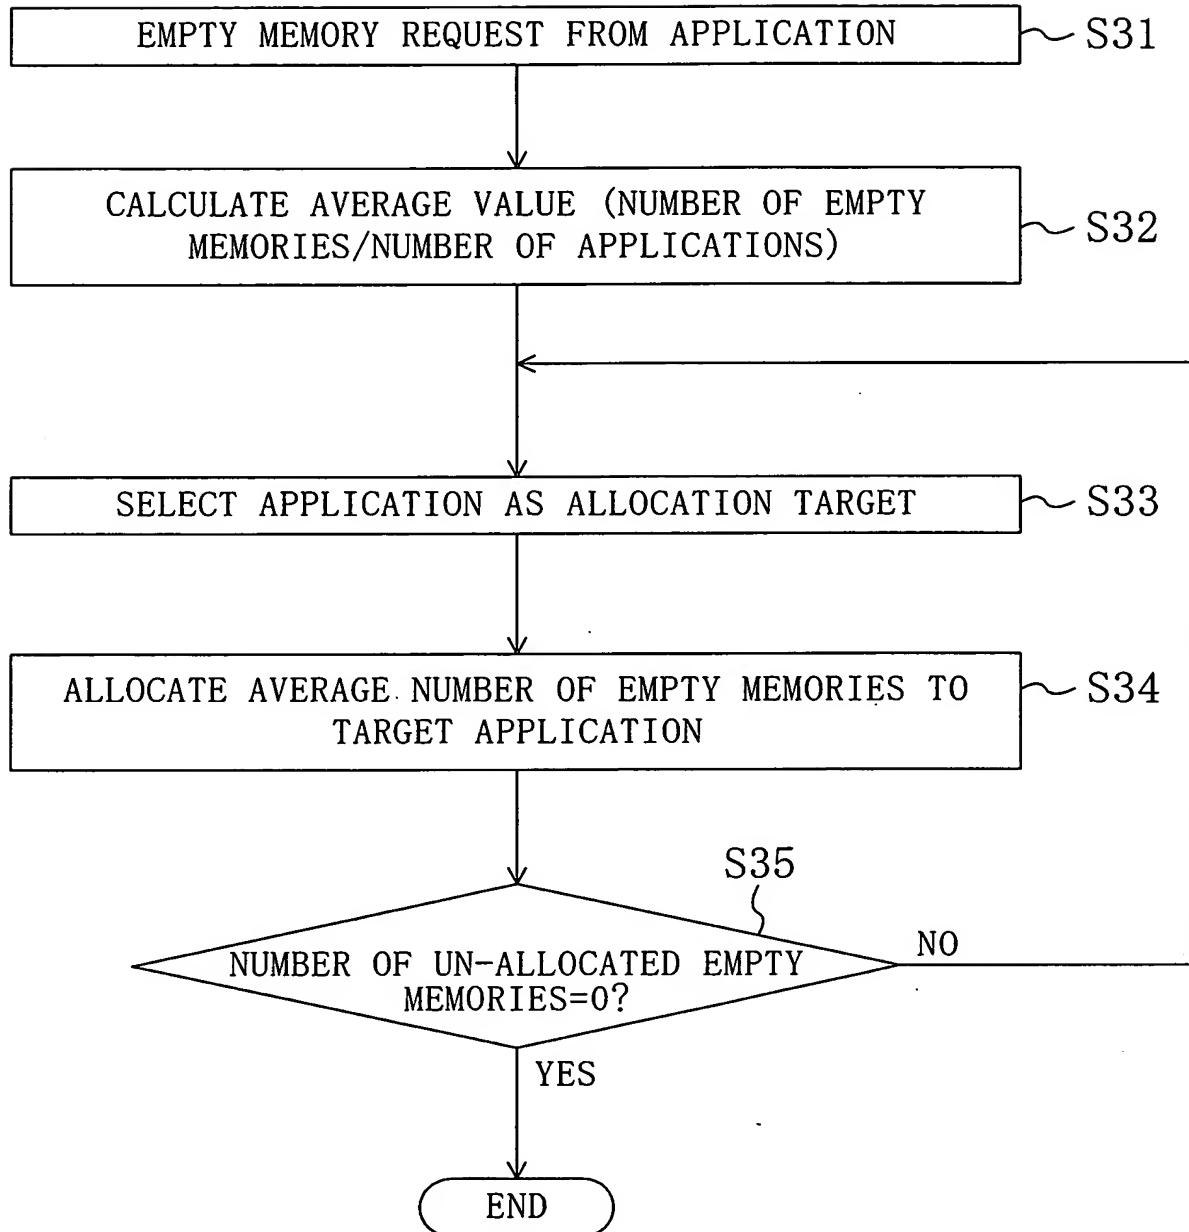 EMPTY MEMORY REQUEST FROM APPLICATION
S31
CALCULATE AVERAGE VALUE (NUMBER OF EMPTY
MEMORIES/NUMBER OF APPLICATIONS)
S32
SELECT APPLICATION AS ALLOCATION TARGET
S33
ALLOCATE AVERAGE NUMBER OF EMPTY MEMORIES TO
TARGET APPLICATION
S34
S35
NUMBER OF UN-ALLOCATED EMPTY
MEMORIES=0?
NO
YES
END